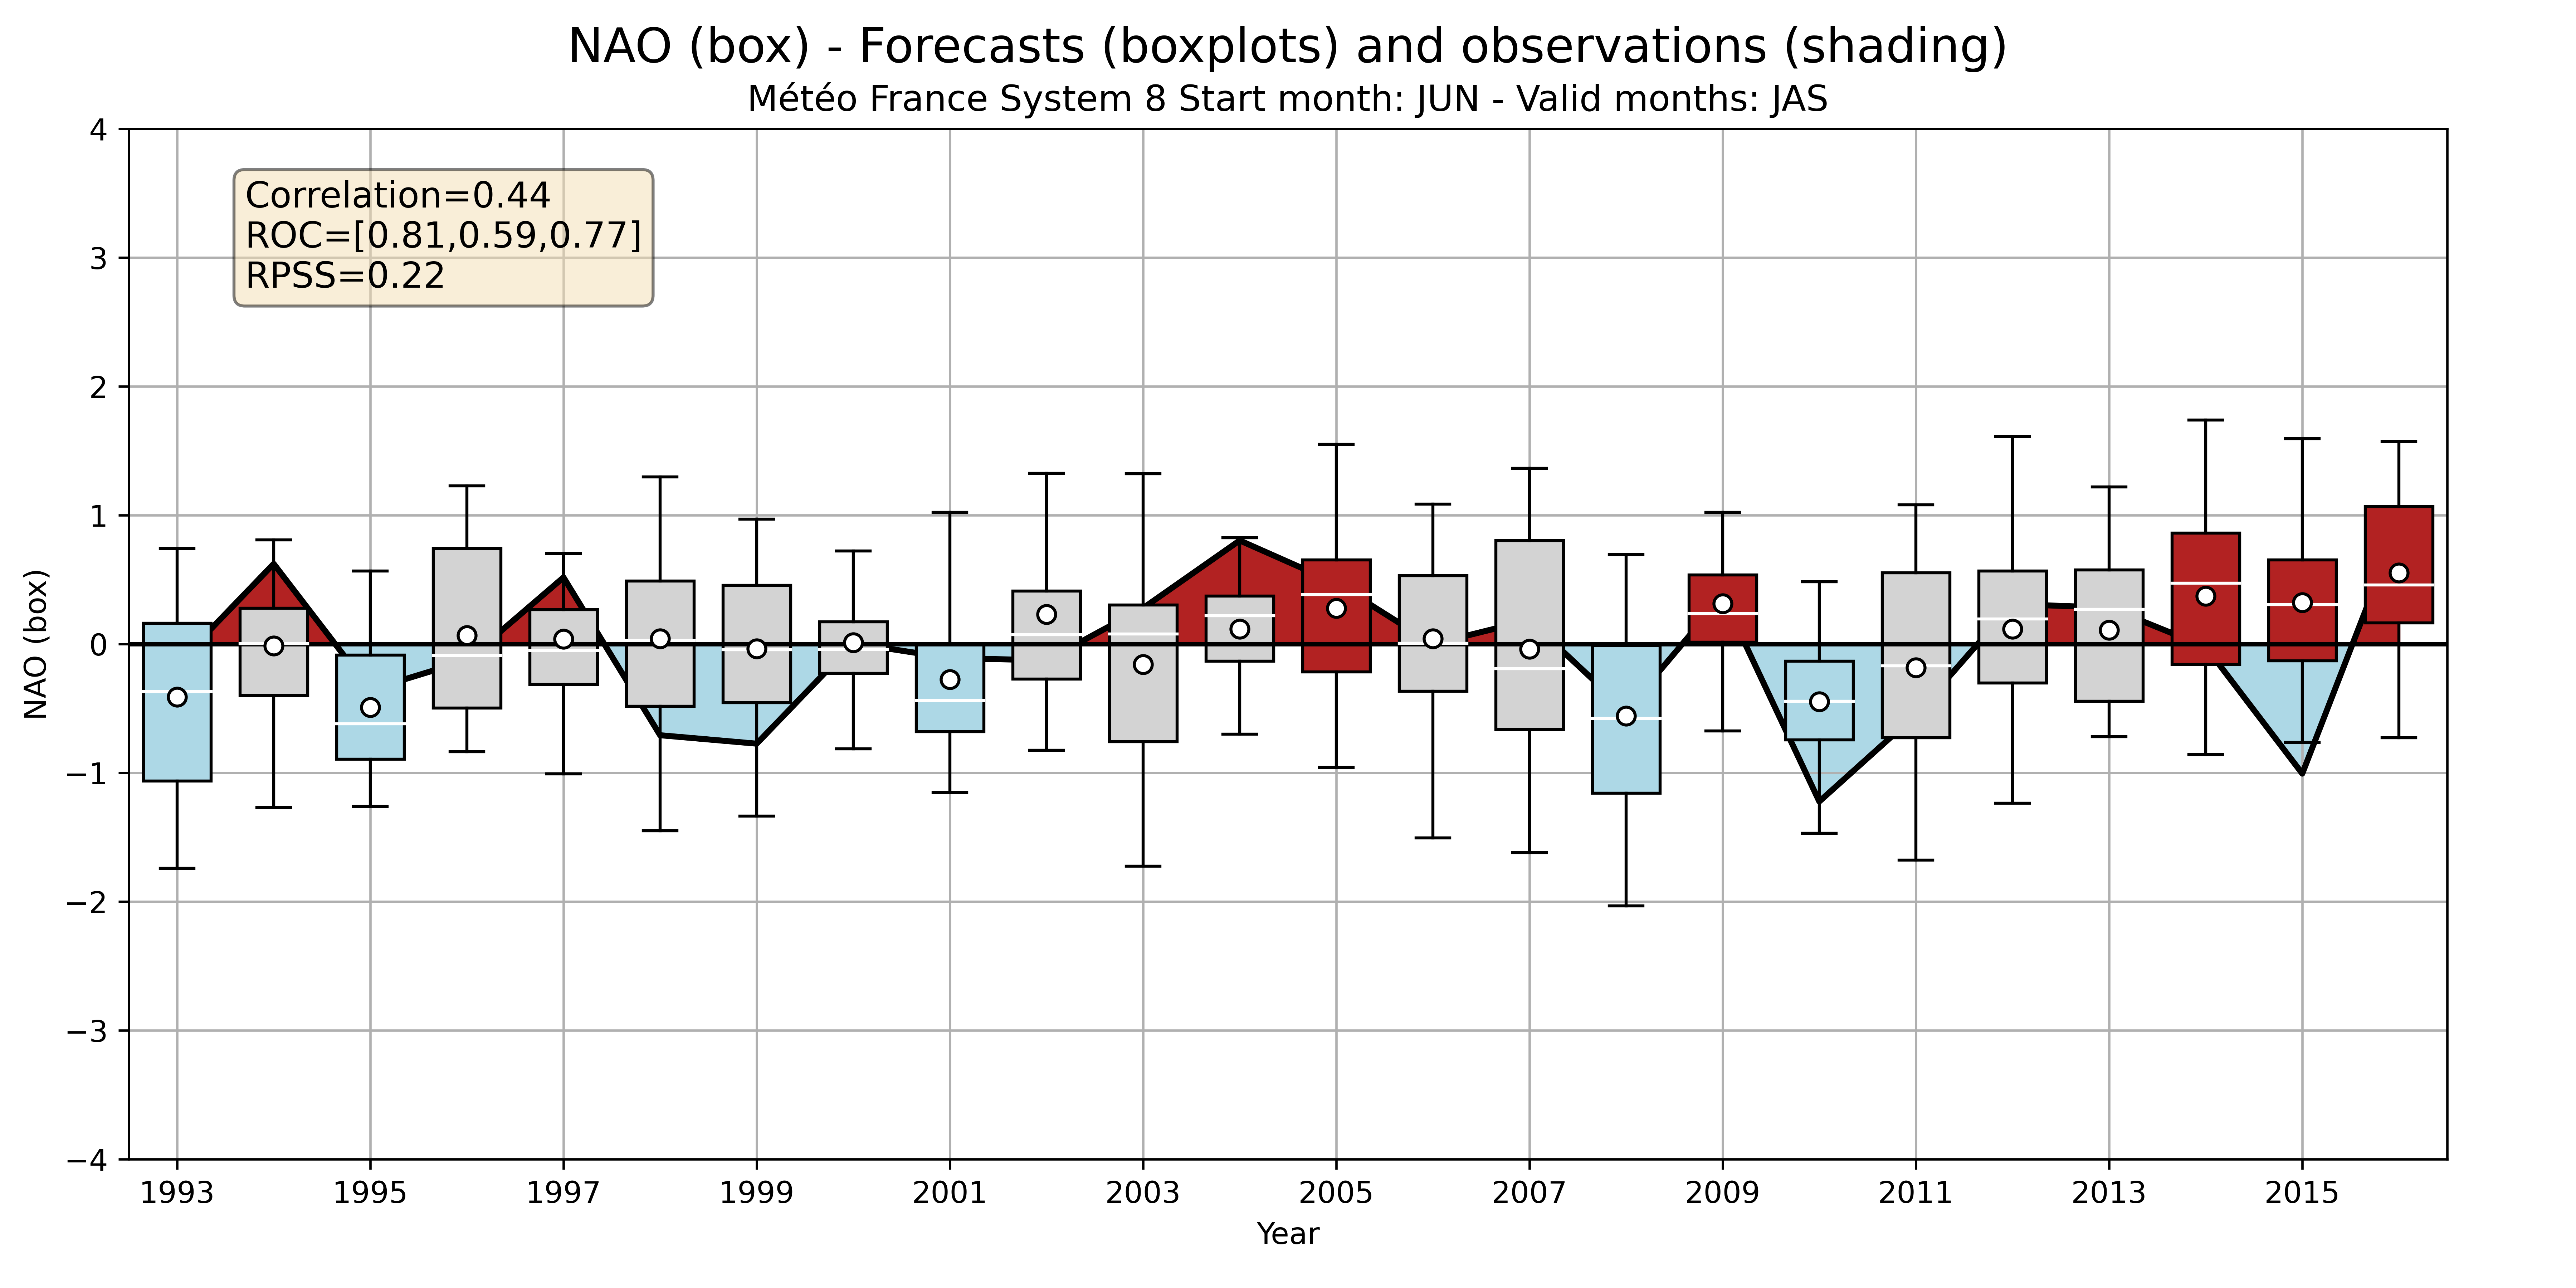 NAO (box) - Forecasts (boxplots) and observations (shading)
Météo France System 8 Start month: JUN - Valid months: JAS
Correlation=0.44
ROC=[0.81,0.59,0.77]
RPSS=0.22
4
3
2
1
0
−1
−2
−3
−4
NAO (box)
1993 1995 1997 1999 2001 2003 2005 2007 2009 2011 2013 2015
Year